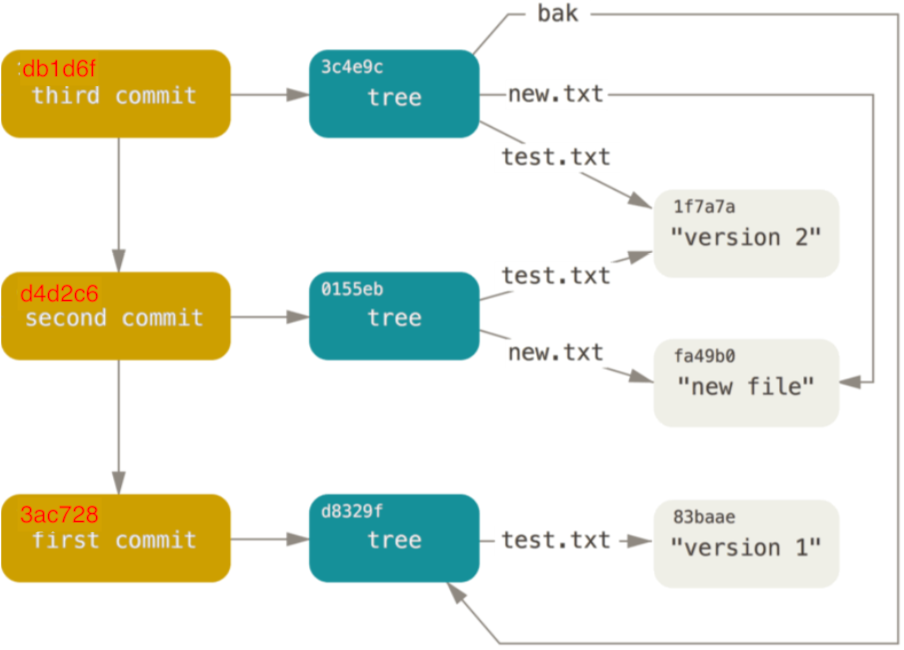 bak
db1d6f
third commit
3c4e9c
tree
new.txt
test.txt
1f7a7a
"version 2"
d4d2c6
second commit
0155eb
tree
test.txt
new.txt
fa49b0
"new file"
3ac728
first commit
d8329f
tree
test.txt
83baae
"version 1"